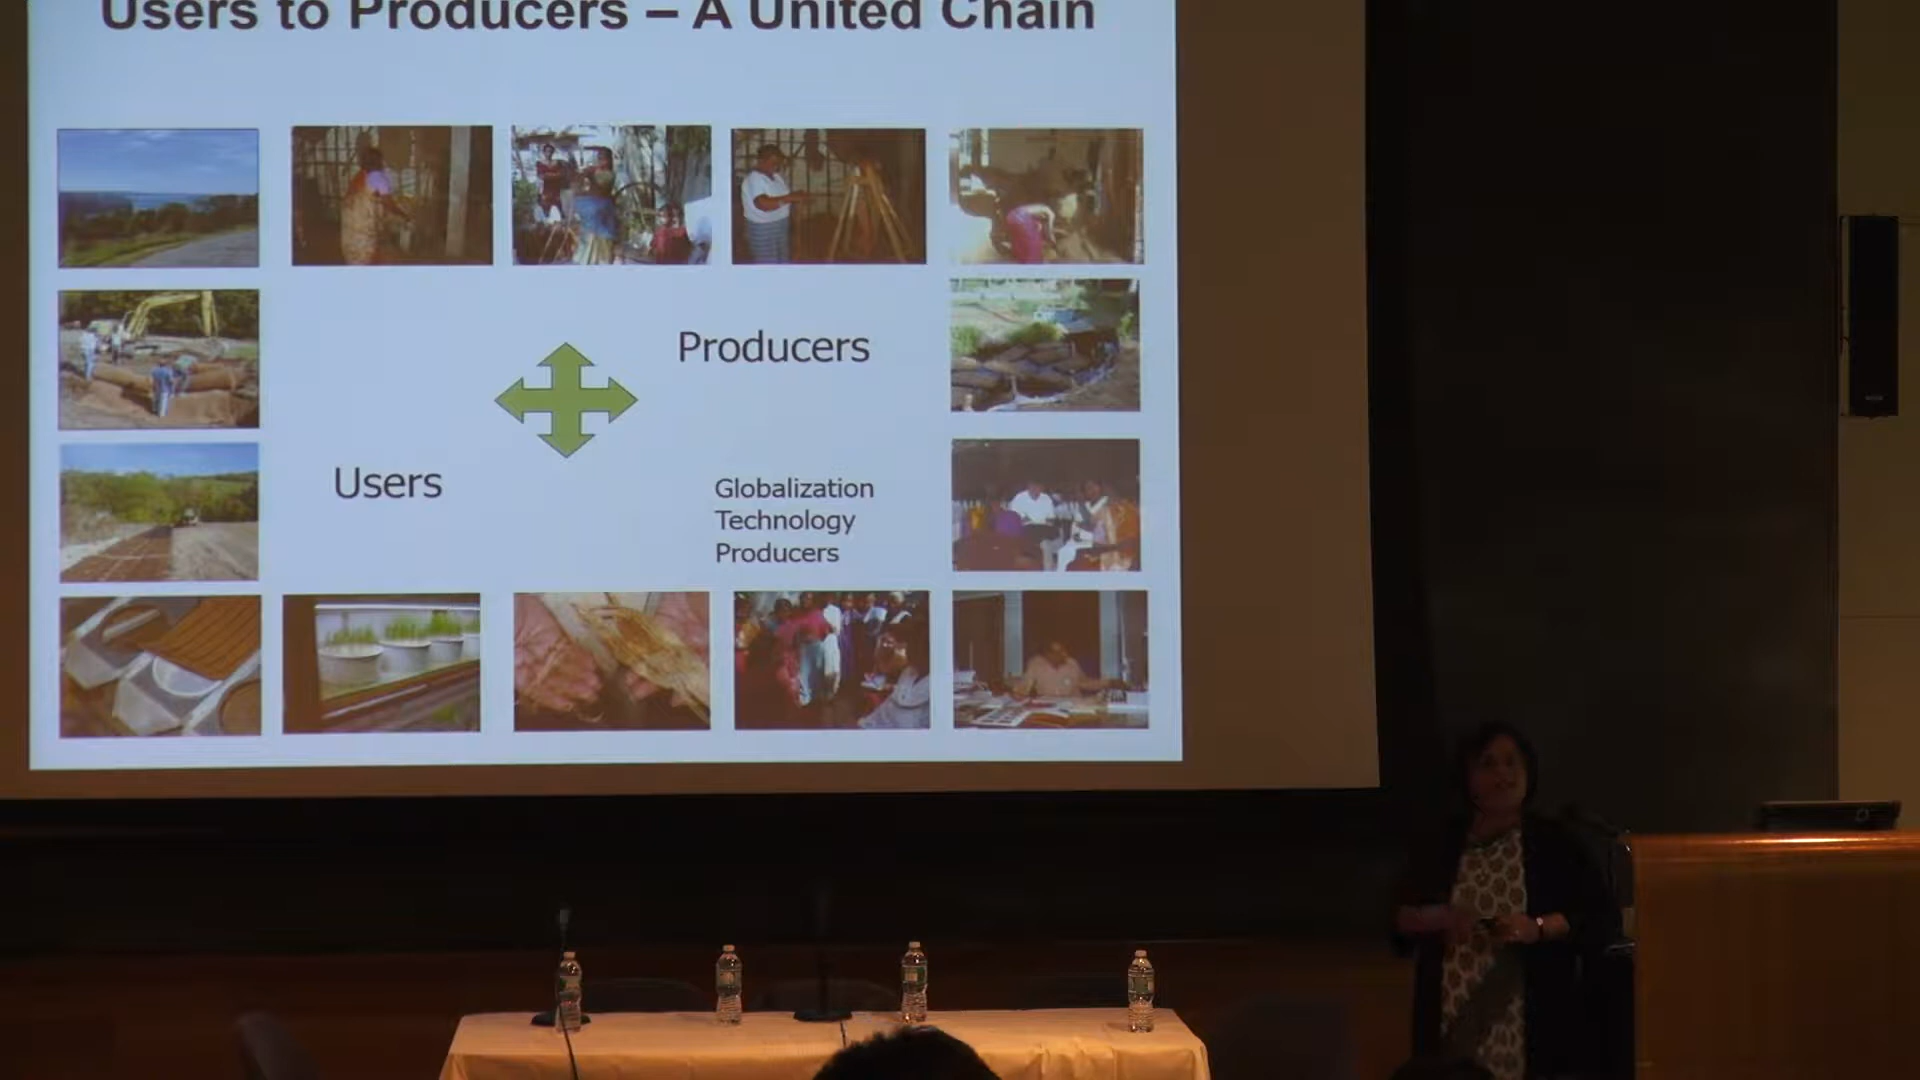 Users to Producers – A United Chain
Producers
Users
Globalization
Technology
Producers